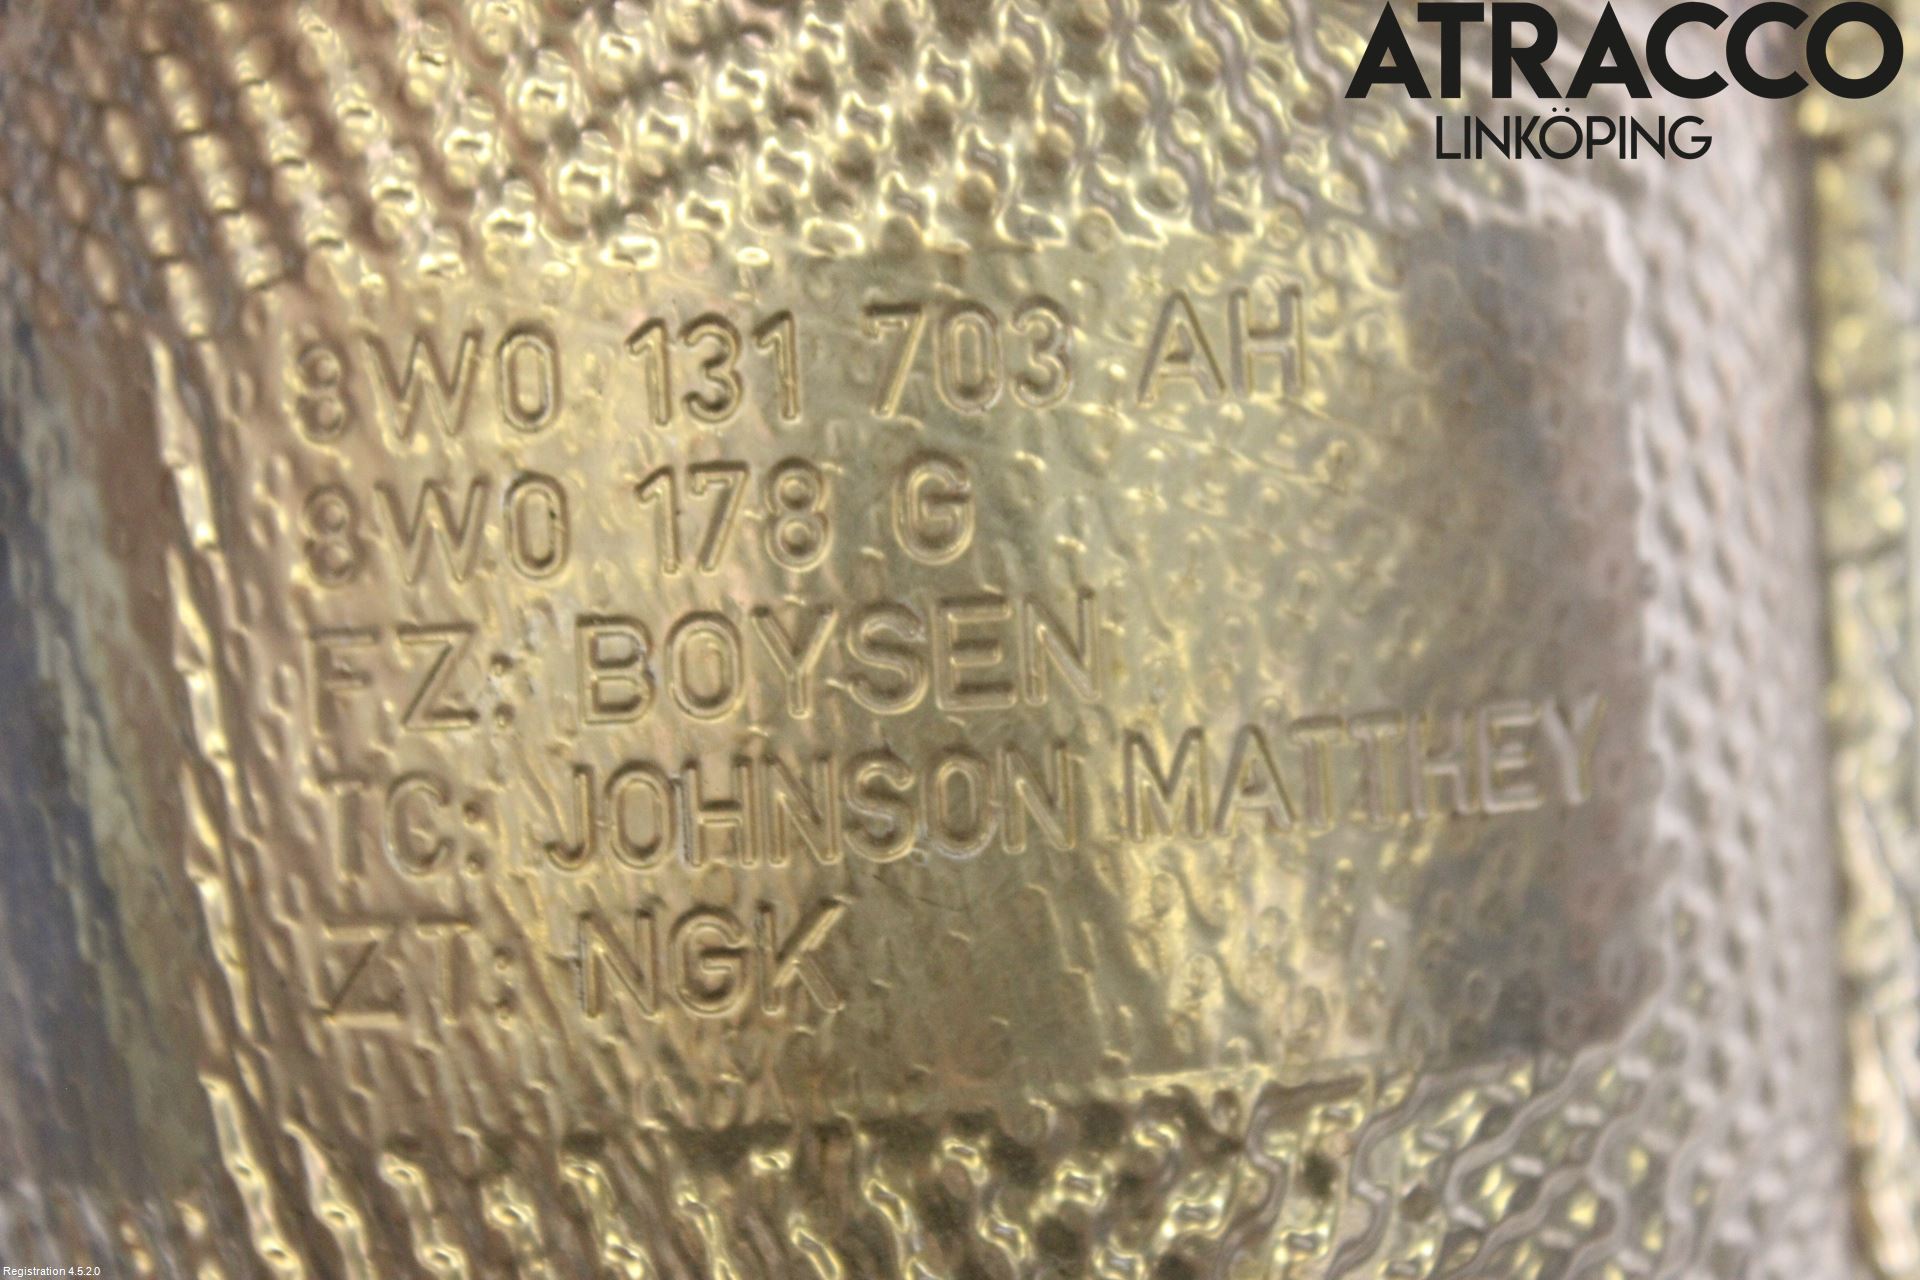 ATRACCO
LINKÖPING
8W0 131 703 AH
8W0 178 G
FZ: BOYSEN
TC: JOHNSON MATTHEY
ZT: NGK
Registration 4.5.2.0